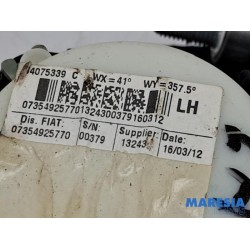 4075339 C WX=41° WY=357.5°
07354925770132430037916031 2
LH
Dis. FIAT:
07354925770
S/N:
00379
Supplier:
13243
Date:
16/03/12
MARESIA